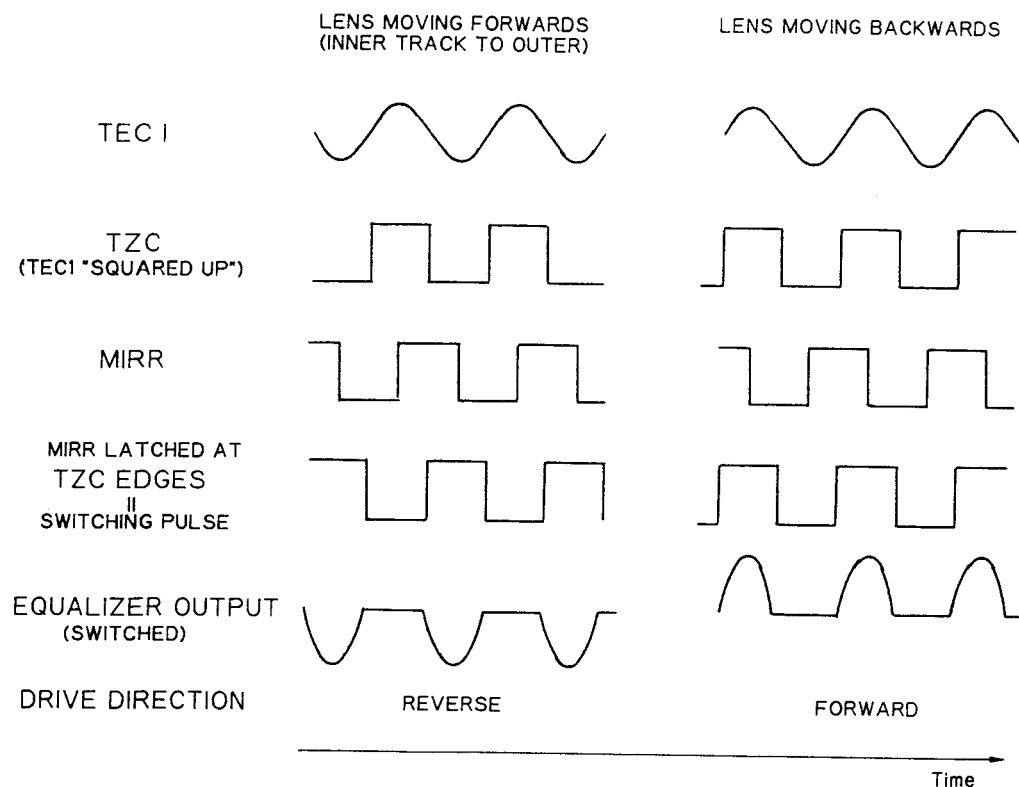 LENS MOVING FORWARDS
(INNER TRACK TO OUTER)
LENS MOVING BACKWARDS
TEC I
TZC
(TEC1 "SQUARED UP")
MIRR
MIRR LATCHED AT
TZC EDGES
=
SWITCHING PULSE
EQUALIZER OUTPUT
(SWITCHED)
DRIVE DIRECTION
REVERSE
FORWARD
Time